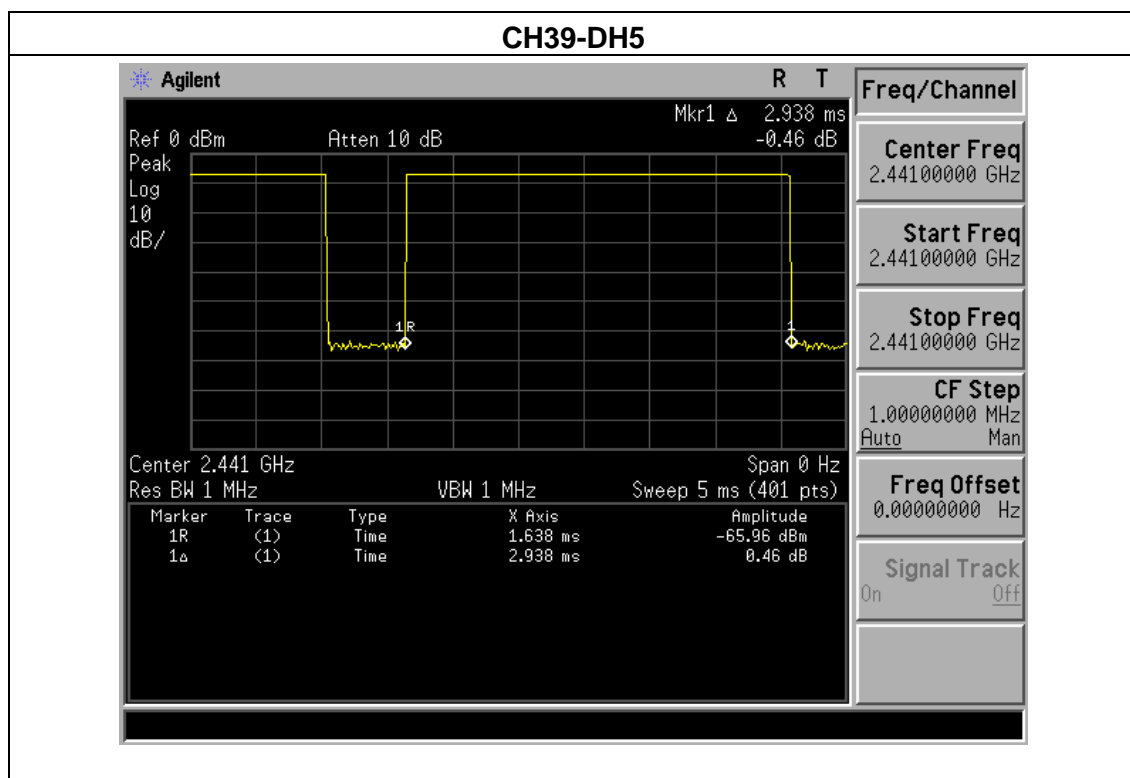 CH39-DH5
Agilent R T
Mkr1 Δ 2.938 ms
Ref 0 dBm Atten 10 dB -0.46 dB
Peak
Log
10
dB/
1R
1
Center 2.441 GHz Span 0 Hz
Res BW 1 MHz VBW 1 MHz Sweep 5 ms (401 pts)
Marker Trace Type X Axis Amplitude
1R (1) Time 1.638 ms -65.96 dBm
1Δ (1) Time 2.938 ms 0.46 dB
Freq/Channel
Center Freq
2.44100000 GHz
Start Freq
2.44100000 GHz
Stop Freq
2.44100000 GHz
CF Step
1.00000000 MHz
Auto Man
Freq Offset
0.00000000 Hz
Signal Track
On Off